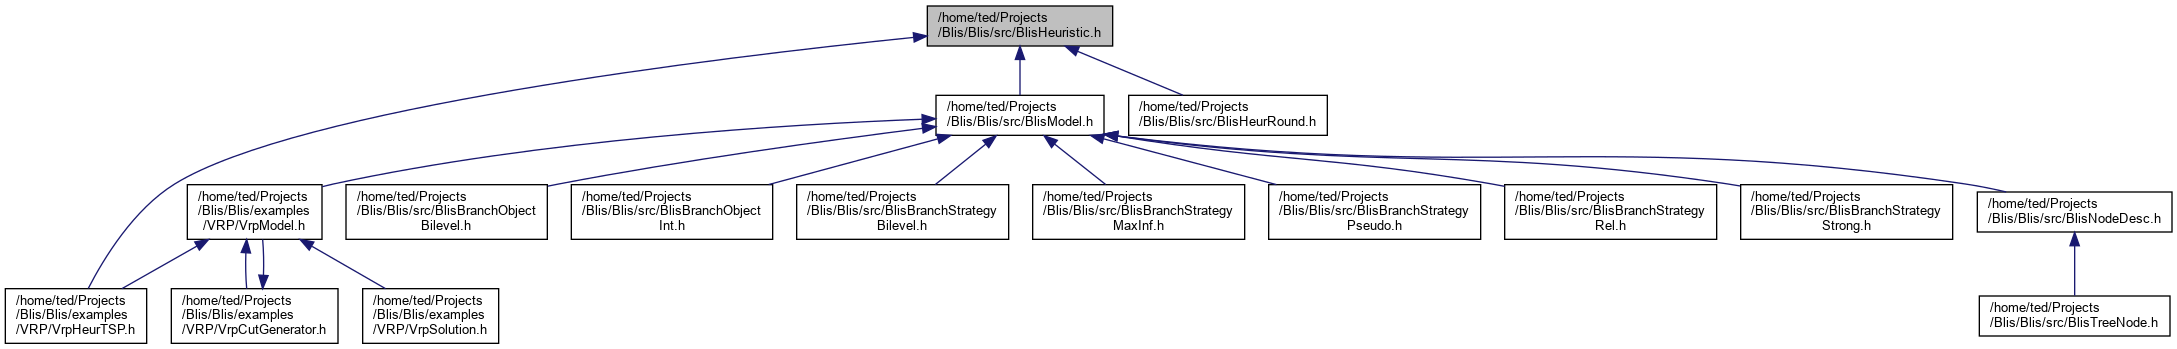 /home/ted/Projects
/Blis/Blis/src/BlisHeuristic.h
/home/ted/Projects
/Blis/Blis/src/BlisModel.h
/home/ted/Projects
/Blis/Blis/src/BlisHeurRound.h
/home/ted/Projects
/Blis/Blis/examples
/VRP/VrpModel.h
/home/ted/Projects
/Blis/Blis/src/BlisBranchObject
Bilevel.h
/home/ted/Projects
/Blis/Blis/src/BlisBranchObject
Int.h
/home/ted/Projects
/Blis/Blis/src/BlisBranchStrategy
Bilevel.h
/home/ted/Projects
/Blis/Blis/src/BlisBranchStrategy
MaxInf.h
/home/ted/Projects
/Blis/Blis/src/BlisBranchStrategy
Pseudo.h
/home/ted/Projects
/Blis/Blis/src/BlisBranchStrategy
Rel.h
/home/ted/Projects
/Blis/Blis/src/BlisBranchStrategy
Strong.h
/home/ted/Projects
/Blis/Blis/src/BlisNodeDesc.h
/home/ted/Projects
/Blis/Blis/examples
/VRP/VrpHeurTSP.h
/home/ted/Projects
/Blis/Blis/examples
/VRP/VrpCutGenerator.h
/home/ted/Projects
/Blis/Blis/examples
/VRP/VrpSolution.h
/home/ted/Projects
/Blis/Blis/src/BlisTreeNode.h